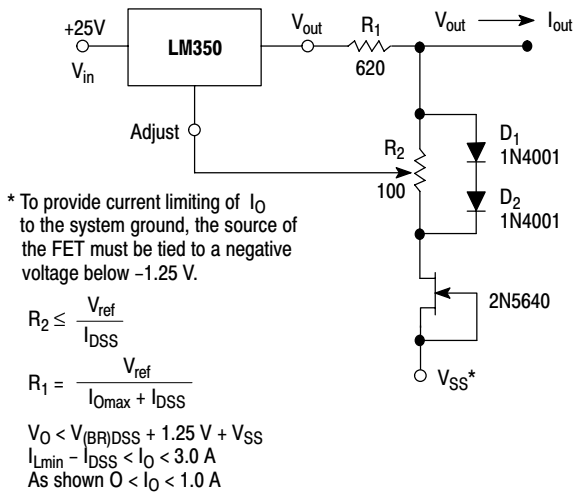 +25V
V_in
LM350
V_out
R_1
620
V_out
I_out
Adjust
R_2
100
D_1
1N4001
D_2
1N4001
* To provide current limiting of I_O
to the system ground, the source of
the FET must be tied to a negative
voltage below –1.25 V.
2N5640
V_SS*
R_2 ≤ V_ref / I_DSS
R_1 = V_ref / I_Omax + I_DSS
V_O < V_(BR)DSS + 1.25 V + V_SS
I_Lmin – I_DSS < I_O < 3.0 A
As shown O < I_O < 1.0 A